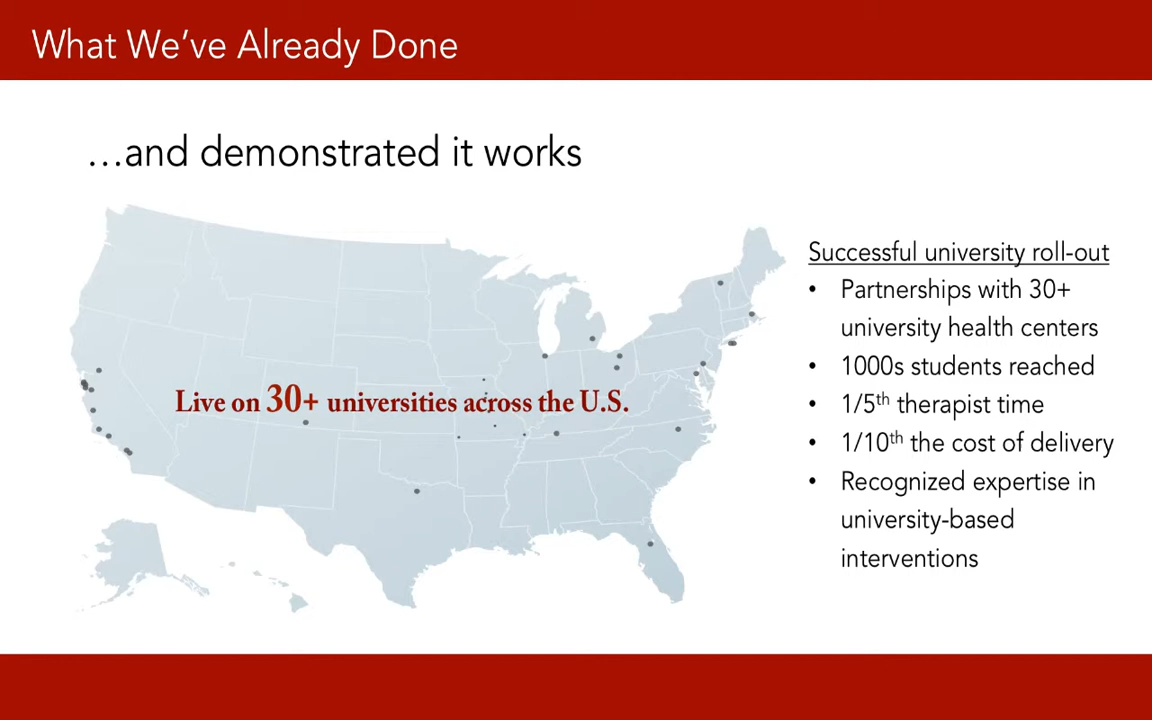 What We’ve Already Done
…and demonstrated it works
Live on 30+ universities across the U.S.
Successful university roll-out
• Partnerships with 30+
university health centers
• 1000s students reached
• 1/5th therapist time
• 1/10th the cost of delivery
• Recognized expertise in
university-based
interventions